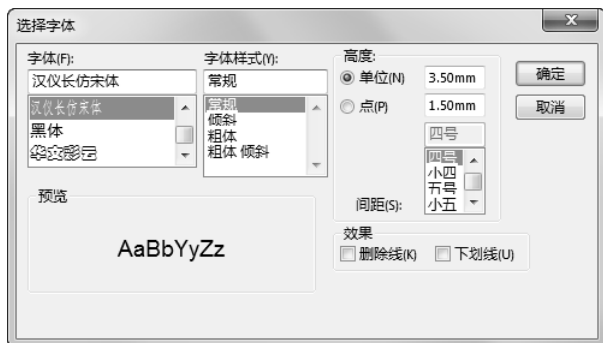 选择字体
字体(F):
汉仪长仿宋体
汉仪长仿宋体
黑体
华文彩云
字体样式(Y):
常规
常规
倾斜
粗体
粗体 倾斜
高度:
单位(N) 3.50mm
点(P) 1.50mm
四号
四号
小四
五号
小五
间距(S):
确定
取消
预览
AaBbYyZz
效果
删除线(K) 下划线(U)